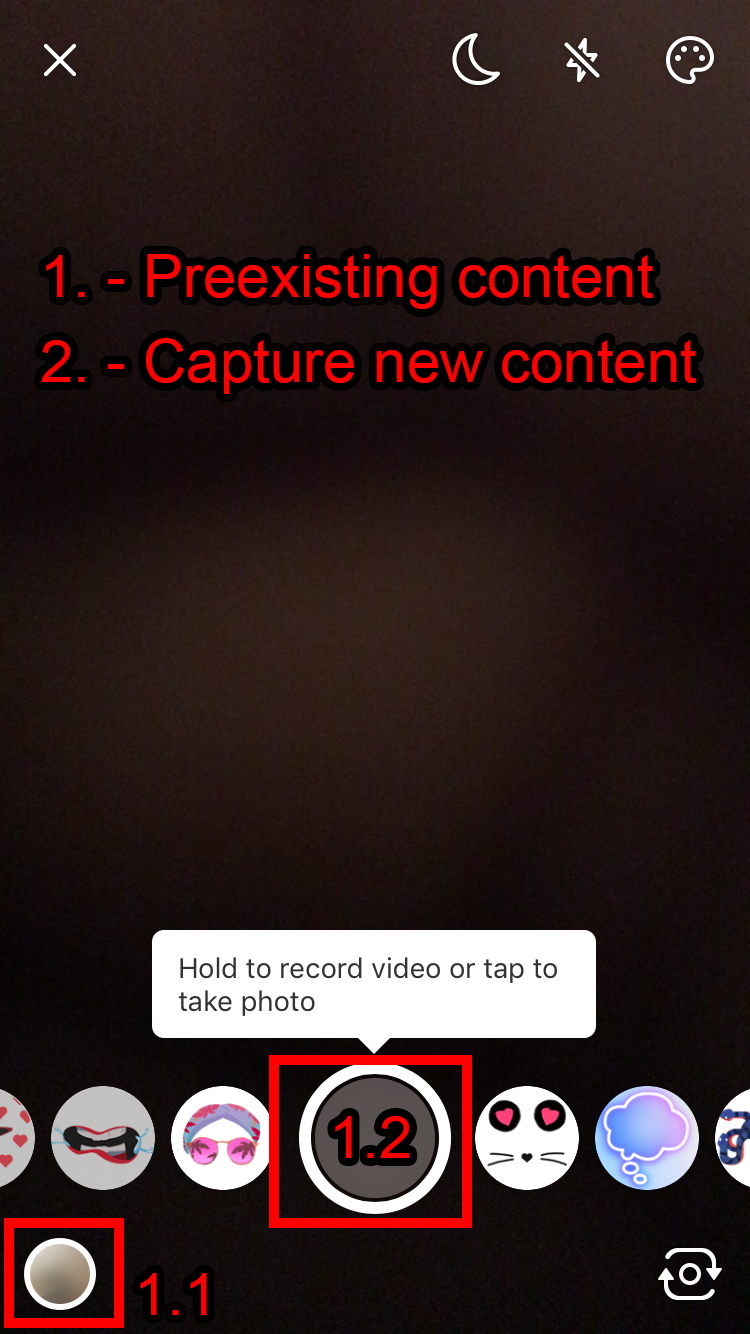 1. - Preexisting content
2. - Capture new content
Hold to record video or tap to
take photo
1.2
1.1